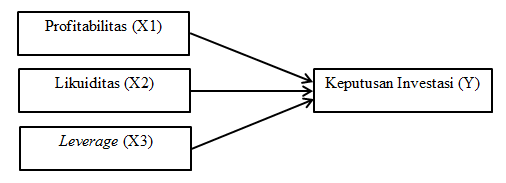 Profitabilitas (X1)
Likuiditas (X2)
Keputusan Investasi (Y)
Leverage (X3)